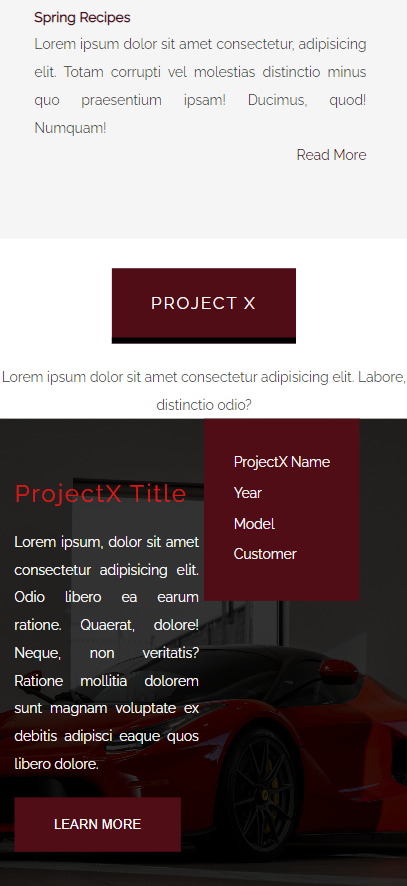 Spring Recipes
Lorem ipsum dolor sit amet consectetur, adipisicing
elit. Totam corrupti vel molestias distinctio minus
quo praesentium ipsam! Ducimus, quod!
Numquam!
Read More
PROJECT X
Lorem ipsum dolor sit amet consectetur adipisicing elit. Labore,
distinctio odio?
ProjectX Title
Lorem ipsum, dolor sit amet
consectetur adipisicing elit.
Odio libero ea earum
ratione. Quaerat, dolore!
Neque, non veritatis?
Ratione mollitia dolorem
sunt magnam voluptate ex
debitis adipisci eaque quos
libero dolore.
LEARN MORE
ProjectX Name
Year
Model
Customer